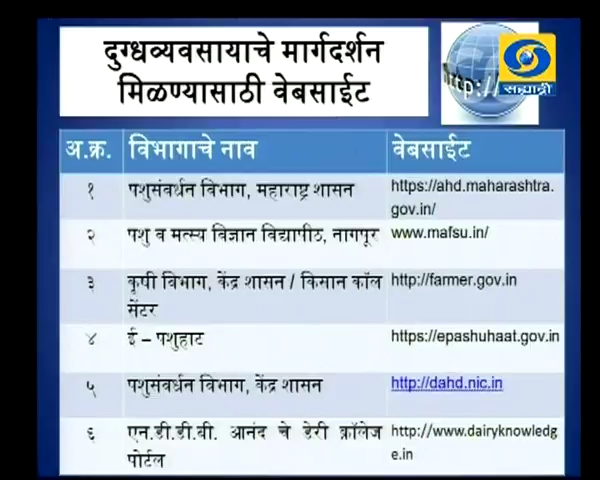 दुग्धव्यवसायाचे मार्गदर्शन
मिळण्यासाठी वेबसाईट
http://
सह्याद्री
अ.क्र. विभागाचे नाव वेबसाईट
१ पशुसंवर्धन विभाग, महाराष्ट्र शासन https://ahd.maharashtra.
gov.in/
२ पशु व मत्स्य विज्ञान विद्यापीठ, नागपूर www.mafsu.in/
३ कृषी विभाग, केंद्र शासन / किसान कॉल http://farmer.gov.in
सेंटर
४ ई – पशुहाट https://epashuhaat.gov.in
५ पशुसंवर्धन विभाग, केंद्र शासन http://dahd.nic.in
६ एन.डी.डी.बी. आनंद चे डेरी क्रॉलेज http://www.dairyknowledg
पोर्टल e.in